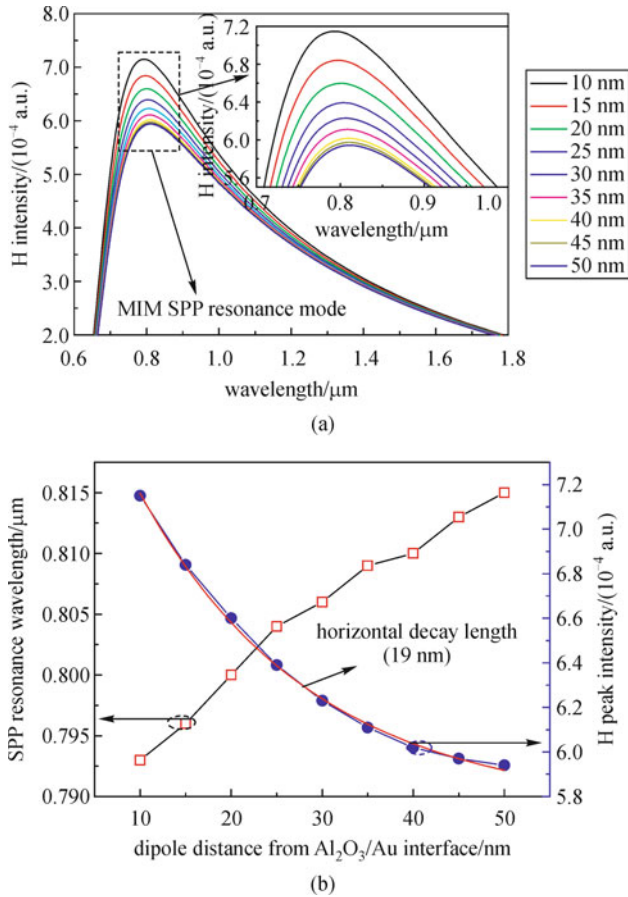 (a)
8.0
7.0
6.0
5.0
4.0
3.0
2.0
H intensity/(10⁻⁴ a.u.)
0.6 0.8 1.0 1.2 1.4 1.6 1.8
wavelength/μm
MIM SPP resonance mode
7.2
6.8
6.4
6.0
5.6
H intensity/(10⁻⁴ a.u.)
0.7 0.8 0.9 1.0
wavelength/μm
10 nm
15 nm
20 nm
25 nm
30 nm
35 nm
40 nm
45 nm
50 nm
(a)
0.815
0.810
0.805
0.800
0.795
0.790
SPP resonance wavelength/μm
horizontal decay length
(19 nm)
7.2
7.0
6.8
6.6
6.4
6.2
6.0
5.8
H peak intensity/(10⁻⁴ a.u.)
10 20 30 40 50
dipole distance from Al₂O₃/Au interface/nm
(b)